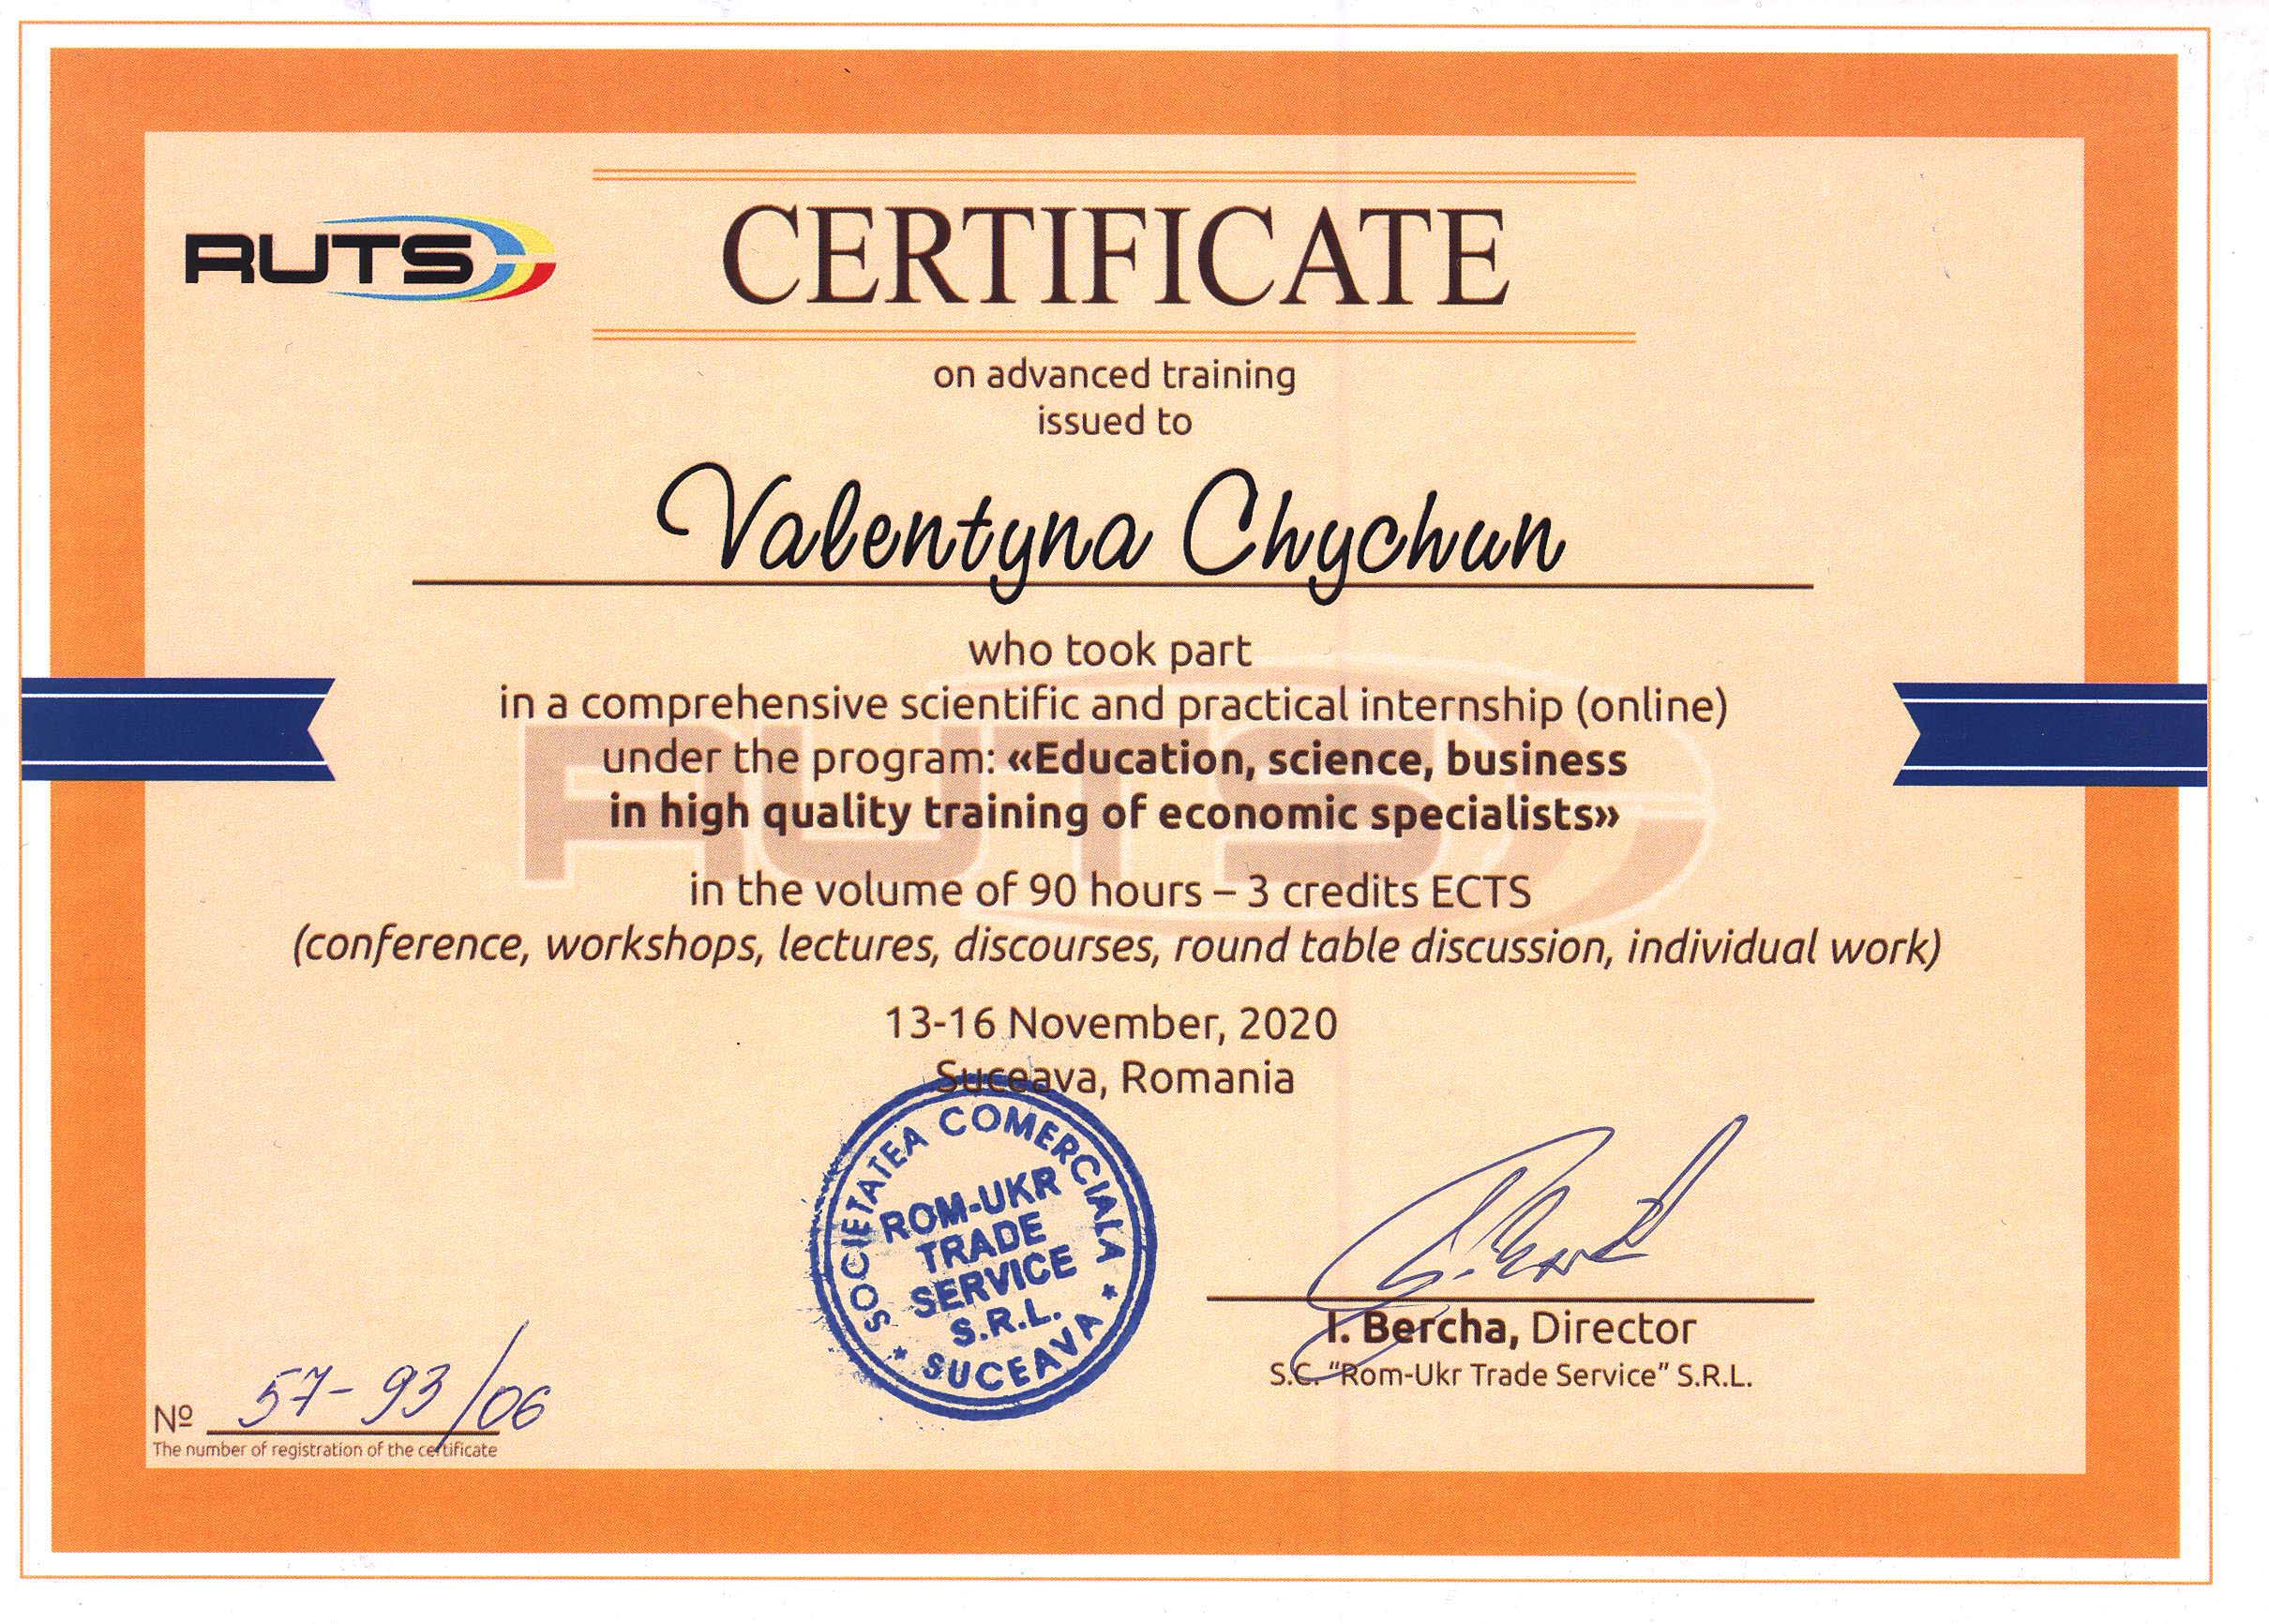 RUTS
CERTIFICATE
on advanced training
issued to
Valentyna Chychun
who took part
in a comprehensive scientific and practical internship (online)
under the program: «Education, science, business
in high quality training of economic specialists»
in the volume of 90 hours – 3 credits ECTS
(conference, workshops, lectures, discourses, round table discussion, individual work)
13-16 November, 2020
Suceava, Romania
SOCIETATEA COMERCIALA
ROM-UKR
TRADE
SERVICE
S.R.L.
* SUCEAVA *
I. Bercha, Director
S.C. "Rom-Ukr Trade Service" S.R.L.
№ 57-93/06
The number of registration of the certificate